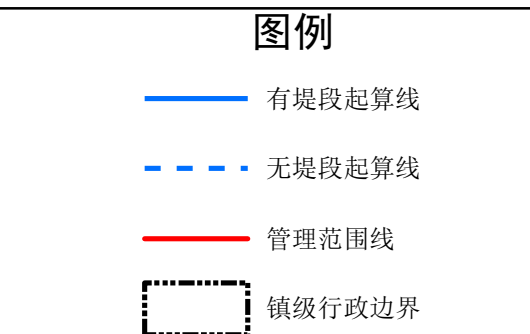 图例
有堤段起算线
无堤段起算线
管理范围线
镇级行政边界